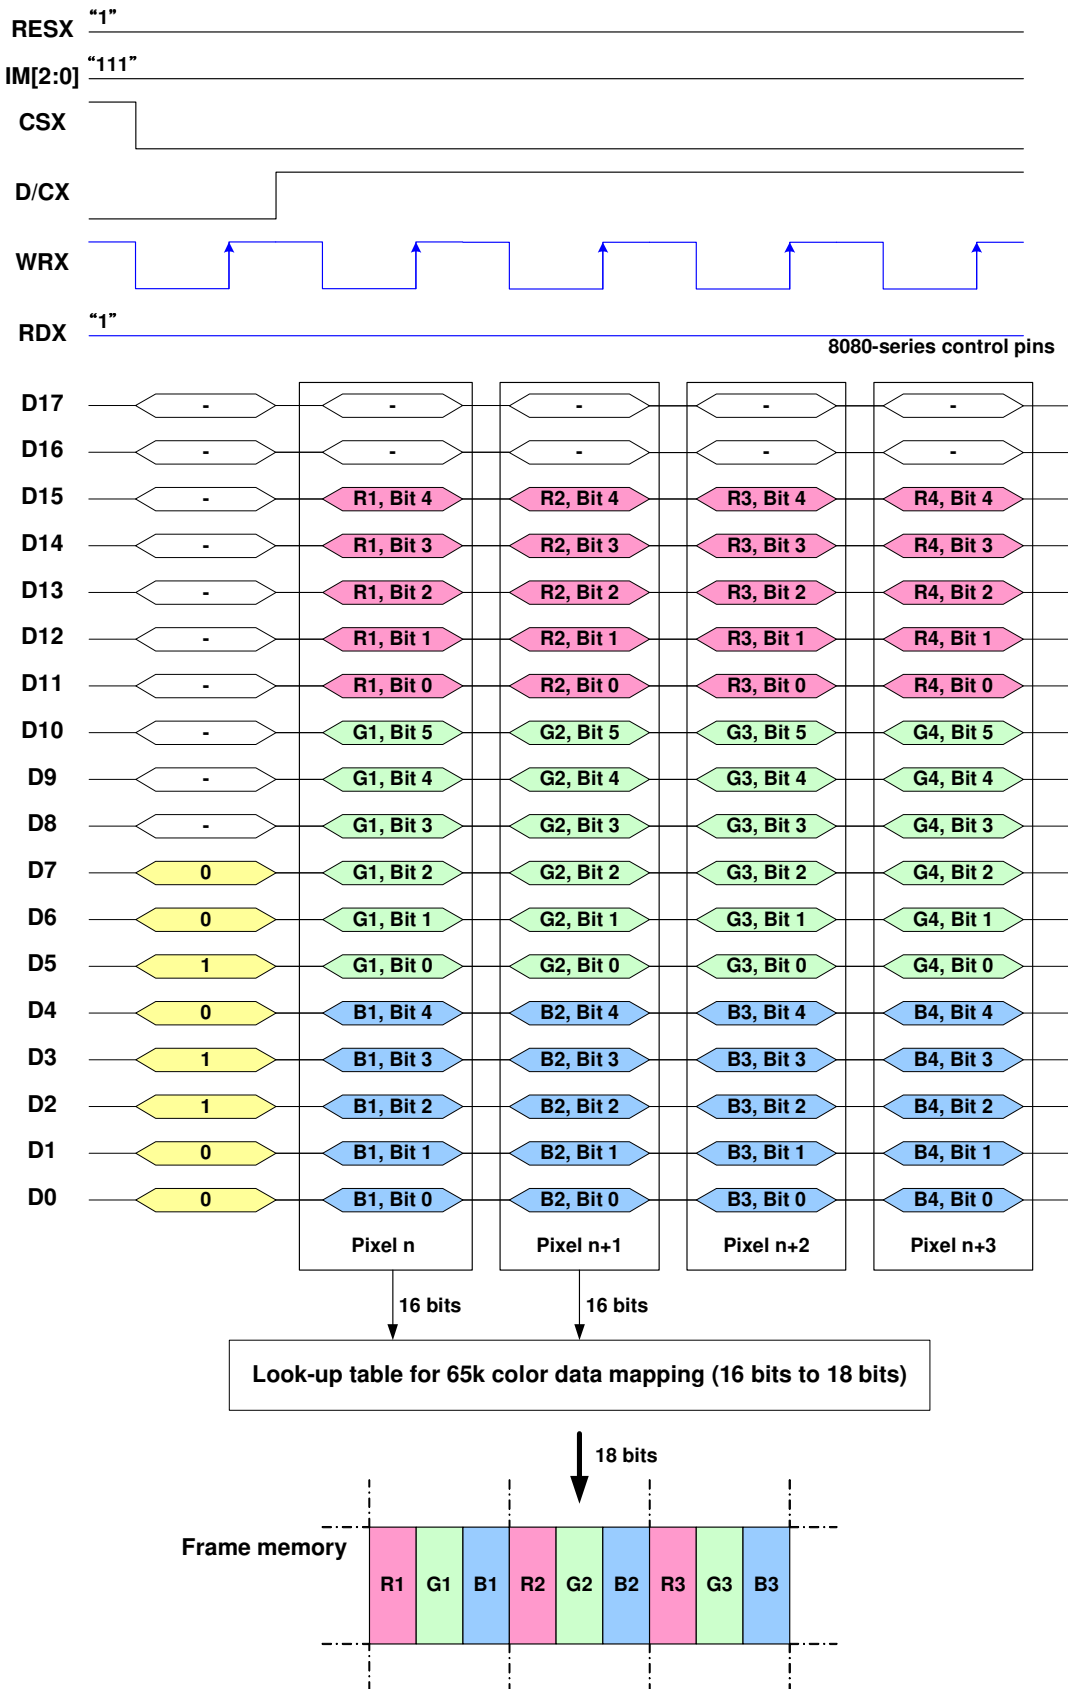 RESX "1"
IM[2:0] "111"
CSX
D/CX
WRX
RDX "1"
8080-series control pins
D17 - - - - -
D16 - - - - -
D15 - R1, Bit 4 R2, Bit 4 R3, Bit 4 R4, Bit 4
D14 - R1, Bit 3 R2, Bit 3 R3, Bit 3 R4, Bit 3
D13 - R1, Bit 2 R2, Bit 2 R3, Bit 2 R4, Bit 2
D12 - R1, Bit 1 R2, Bit 1 R3, Bit 1 R4, Bit 1
D11 - R1, Bit 0 R2, Bit 0 R3, Bit 0 R4, Bit 0
D10 - G1, Bit 5 G2, Bit 5 G3, Bit 5 G4, Bit 5
D9 - G1, Bit 4 G2, Bit 4 G3, Bit 4 G4, Bit 4
D8 - G1, Bit 3 G2, Bit 3 G3, Bit 3 G4, Bit 3
D7 0 G1, Bit 2 G2, Bit 2 G3, Bit 2 G4, Bit 2
D6 0 G1, Bit 1 G2, Bit 1 G3, Bit 1 G4, Bit 1
D5 1 G1, Bit 0 G2, Bit 0 G3, Bit 0 G4, Bit 0
D4 0 B1, Bit 4 B2, Bit 4 B3, Bit 4 B4, Bit 4
D3 1 B1, Bit 3 B2, Bit 3 B3, Bit 3 B4, Bit 3
D2 1 B1, Bit 2 B2, Bit 2 B3, Bit 2 B4, Bit 2
D1 0 B1, Bit 1 B2, Bit 1 B3, Bit 1 B4, Bit 1
D0 0 B1, Bit 0 B2, Bit 0 B3, Bit 0 B4, Bit 0
Pixel n Pixel n+1 Pixel n+2 Pixel n+3
16 bits 16 bits
Look-up table for 65k color data mapping (16 bits to 18 bits)
18 bits
Frame memory
R1 G1 B1 R2 G2 B2 R3 G3 B3